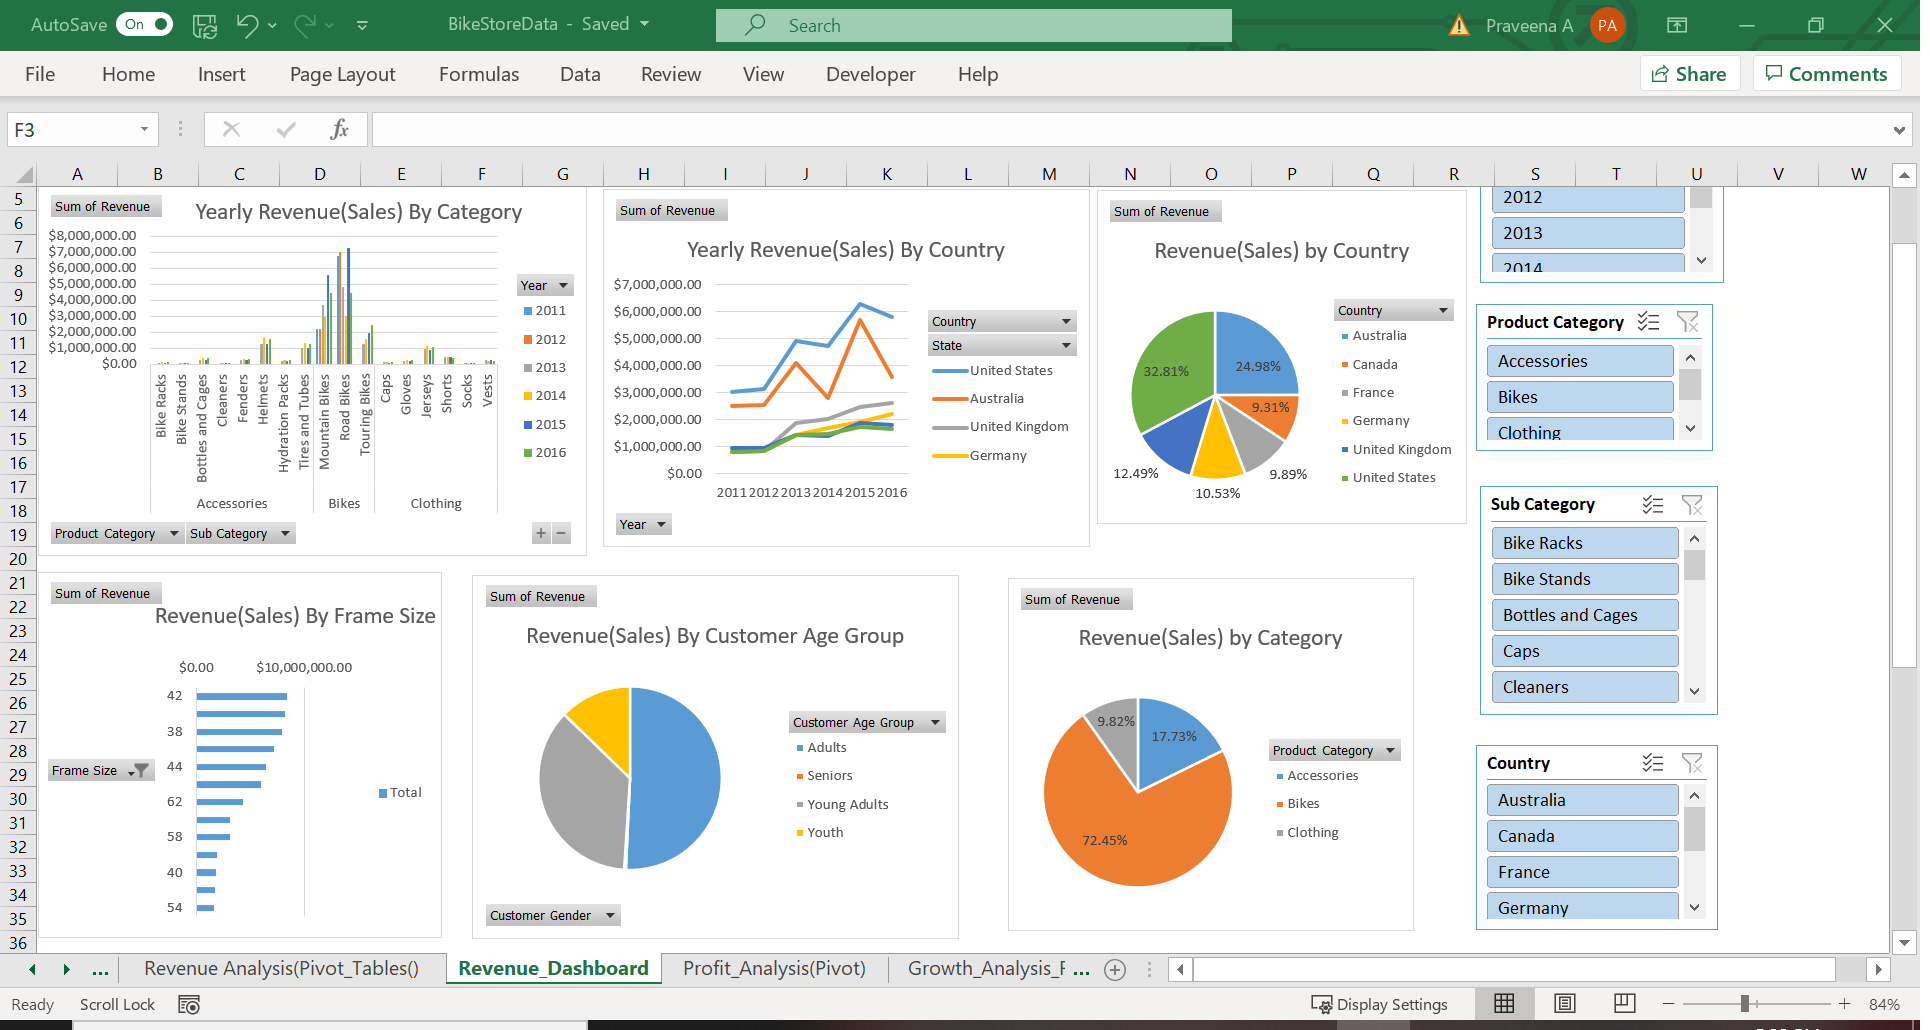 AutoSave On BikeStoreData - Saved Search Praveena A PA
File Home Insert Page Layout Formulas Data Review View Developer Help Share Comments
F3 fx
A B C D E F G H I J K L M N O P Q R S T U V W
5
6
7
8
9
10
11
12
13
14
15
16
17
18
19
20
21
22
23
24
25
26
27
28
29
30
31
32
33
34
35
36
Sum of Revenue
Yearly Revenue(Sales) By Category
$8,000,000.00
$7,000,000.00
$6,000,000.00
$5,000,000.00
$4,000,000.00
$3,000,000.00
$2,000,000.00
$1,000,000.00
$0.00
Bike Racks
Bike Stands
Bottles and Cages
Cleaners
Fenders
Helmets
Hydration Packs
Tires and Tubes
Mountain Bikes
Road Bikes
Touring Bikes
Caps
Gloves
Jerseys
Shorts
Socks
Vests
Accessories Bikes Clothing
Year
2011
2012
2013
2014
2015
2016
Product Category Sub Category + −
Sum of Revenue
Yearly Revenue(Sales) By Country
$7,000,000.00
$6,000,000.00
$5,000,000.00
$4,000,000.00
$3,000,000.00
$2,000,000.00
$1,000,000.00
$0.00
2011 2012 2013 2014 2015 2016
Country
State
United States
Australia
United Kingdom
Germany
Year
Sum of Revenue
Revenue(Sales) by Country
24.98%
9.31%
9.89%
10.53%
12.49%
32.81%
Country
Australia
Canada
France
Germany
United Kingdom
United States
2012
2013
2014
Product Category
Accessories
Bikes
Clothing
Sub Category
Bike Racks
Bike Stands
Bottles and Cages
Caps
Cleaners
Country
Australia
Canada
France
Germany
Sum of Revenue
Revenue(Sales) By Frame Size
$0.00 $10,000,000.00
42
38
44
62
58
40
54
Frame Size
Total
Sum of Revenue
Revenue(Sales) By Customer Age Group
Customer Age Group
Adults
Seniors
Young Adults
Youth
Customer Gender
Sum of Revenue
Revenue(Sales) by Category
17.73%
72.45%
9.82%
Product Category
Accessories
Bikes
Clothing
... Revenue Analysis(Pivot_Tables() Revenue_Dashboard Profit_Analysis(Pivot) Growth_Analysis_F ...
Ready Scroll Lock Display Settings 84%